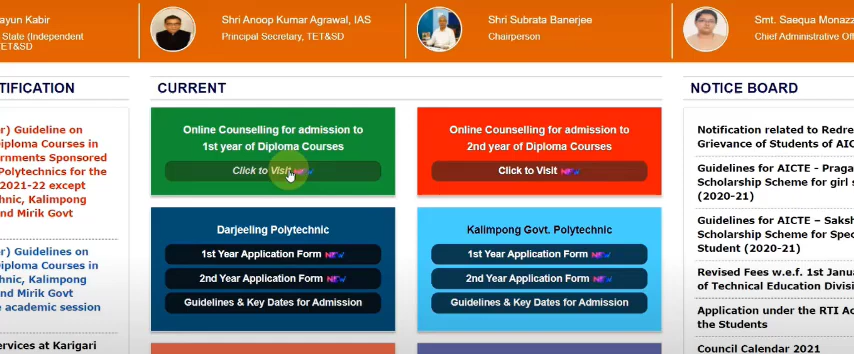 ayun Kabir
State (Independent
TET&SD
Shri Anoop Kumar Agrawal, IAS
Principal Secretary, TET&SD
Shri Subrata Banerjee
Chairperson
Smt. Saequa Monazz
Chief Administrative Off
TIFICATION
r) Guideline on
iploma Courses in
ernments Sponsored
Polytechnics for the
2021-22 except
hnic, Kalimpong
nd Mirik Govt
r) Guidelines on
iploma Courses in
hnic, Kalimpong
nd Mirik Govt
e academic session
ervices at Karigari
CURRENT
Online Counselling for admission to
1st year of Diploma Courses
Click to Visit NEW
Online Counselling for admission to
2nd year of Diploma Courses
Click to Visit NEW
Darjeeling Polytechnic
1st Year Application Form NEW
2nd Year Application Form NEW
Guidelines & Key Dates for Admission
Kalimpong Govt. Polytechnic
1st Year Application Form NEW
2nd Year Application Form NEW
Guidelines & Key Dates for Admission
NOTICE BOARD
Notification related to Redre
Grievance of Students of AIC
Guidelines for AICTE - Praga
Scholarship Scheme for girl s
(2020-21)
Guidelines for AICTE – Saksh
Scholarship Scheme for Spec
Student (2020-21)
Revised Fees w.e.f. 1st Janua
of Technical Education Divisi
Application under the RTI Ac
the Students
Council Calendar 2021